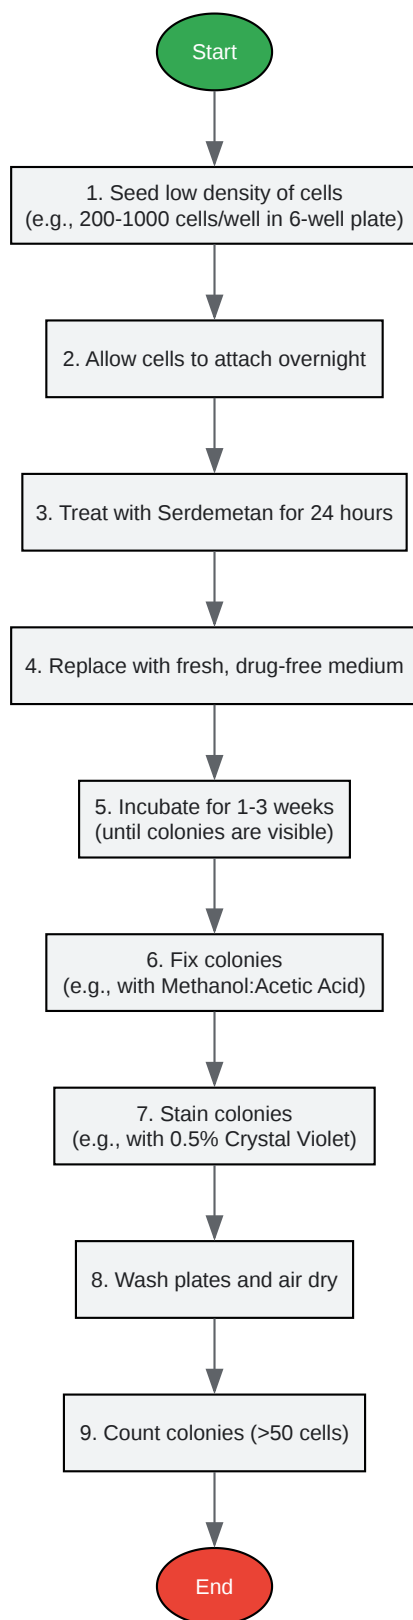 Start
1. Seed low density of cells
(e.g., 200-1000 cells/well in 6-well plate)
2. Allow cells to attach overnight
3. Treat with Serdemetan for 24 hours
4. Replace with fresh, drug-free medium
5. Incubate for 1-3 weeks
(until colonies are visible)
6. Fix colonies
(e.g., with Methanol:Acetic Acid)
7. Stain colonies
(e.g., with 0.5% Crystal Violet)
8. Wash plates and air dry
9. Count colonies (>50 cells)
End